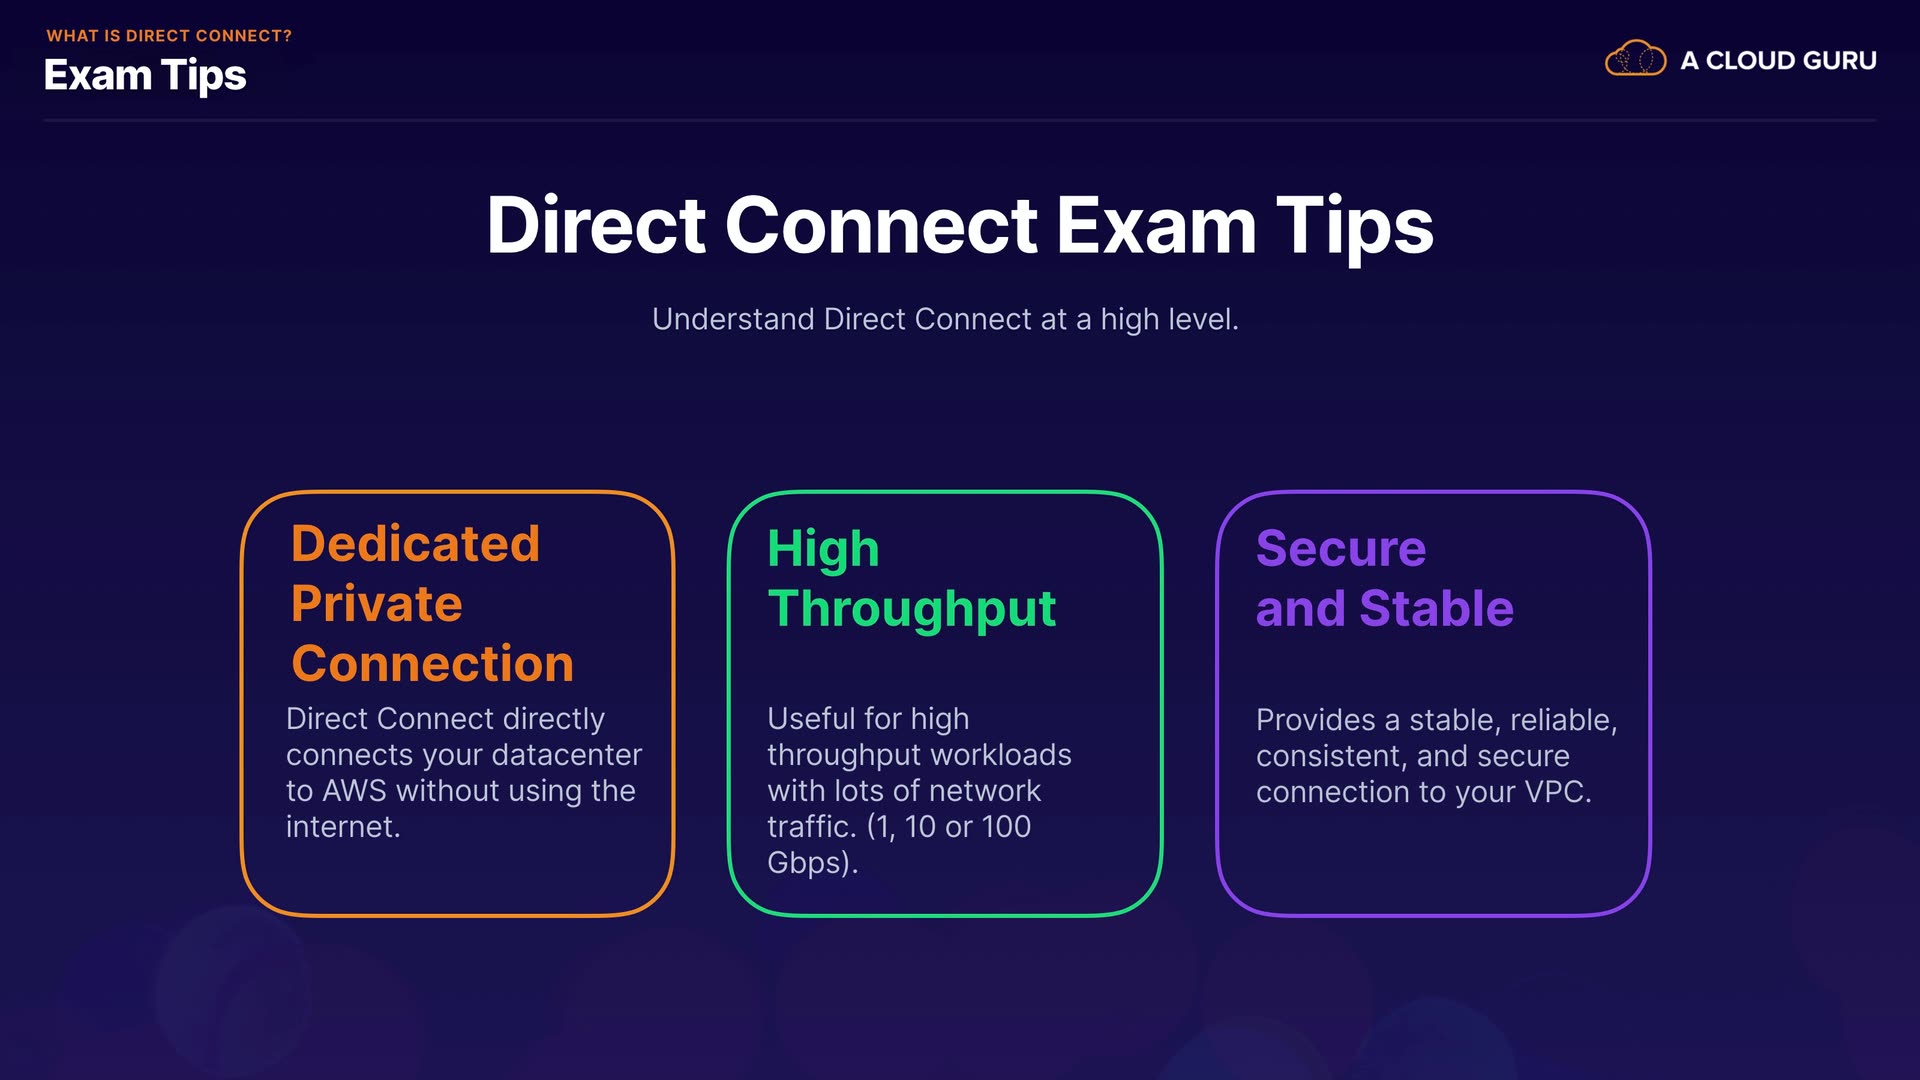 WHAT IS DIRECT CONNECT?
Exam Tips
A CLOUD GURU
Direct Connect Exam Tips
Understand Direct Connect at a high level.
Dedicated
Private
Connection
Direct Connect directly
connects your datacenter
to AWS without using the
internet.
High
Throughput
Useful for high
throughput workloads
with lots of network
traffic. (1, 10 or 100
Gbps).
Secure
and Stable
Provides a stable, reliable,
consistent, and secure
connection to your VPC.